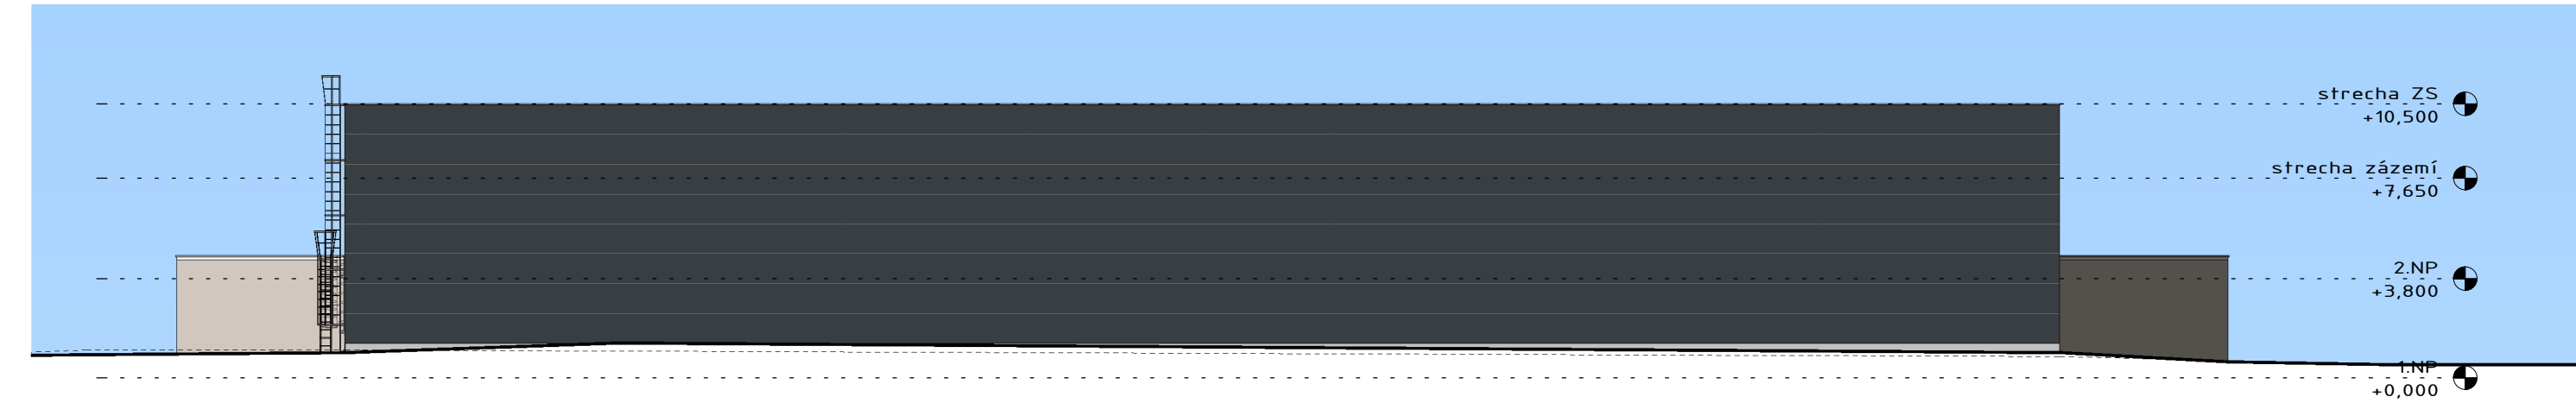 strecha ZS
+10,500
strecha zázemí
+7,650
2.NP
+3,800
1.NP
+0,000